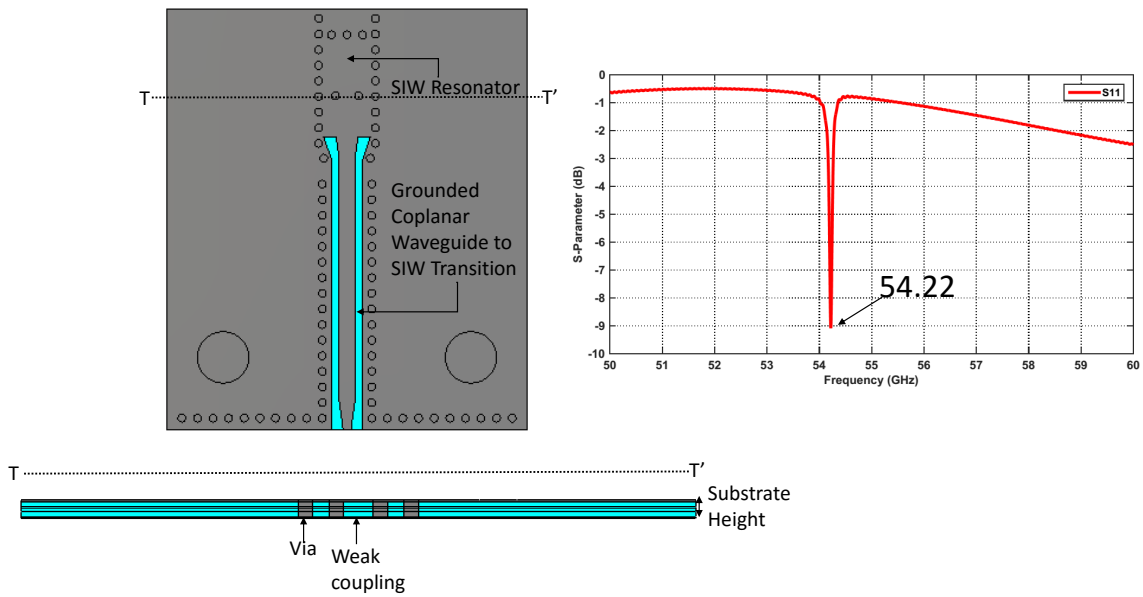 SIW Resonator
T
T'
Grounded
Coplanar
Waveguide to
SIW Transition
S11
0
-1
-2
-3
-4
-5
-6
-7
-8
-9
-10
S-Parameter (dB)
54.22
50
51
52
53
54
55
56
57
58
59
60
Frequency (GHz)
T
T'
Substrate
Height
Via
Weak
coupling